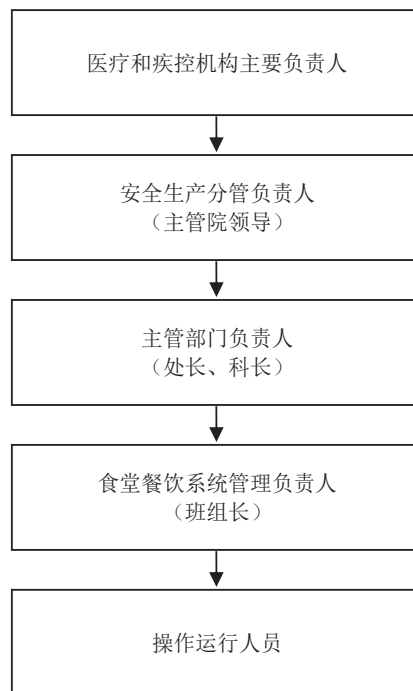 医疗和疾控机构主要负责人
安全生产分管负责人
（主管院领导）
主管部门负责人
（处长、科长）
食堂餐饮系统管理负责人
（班组长）
操作运行人员